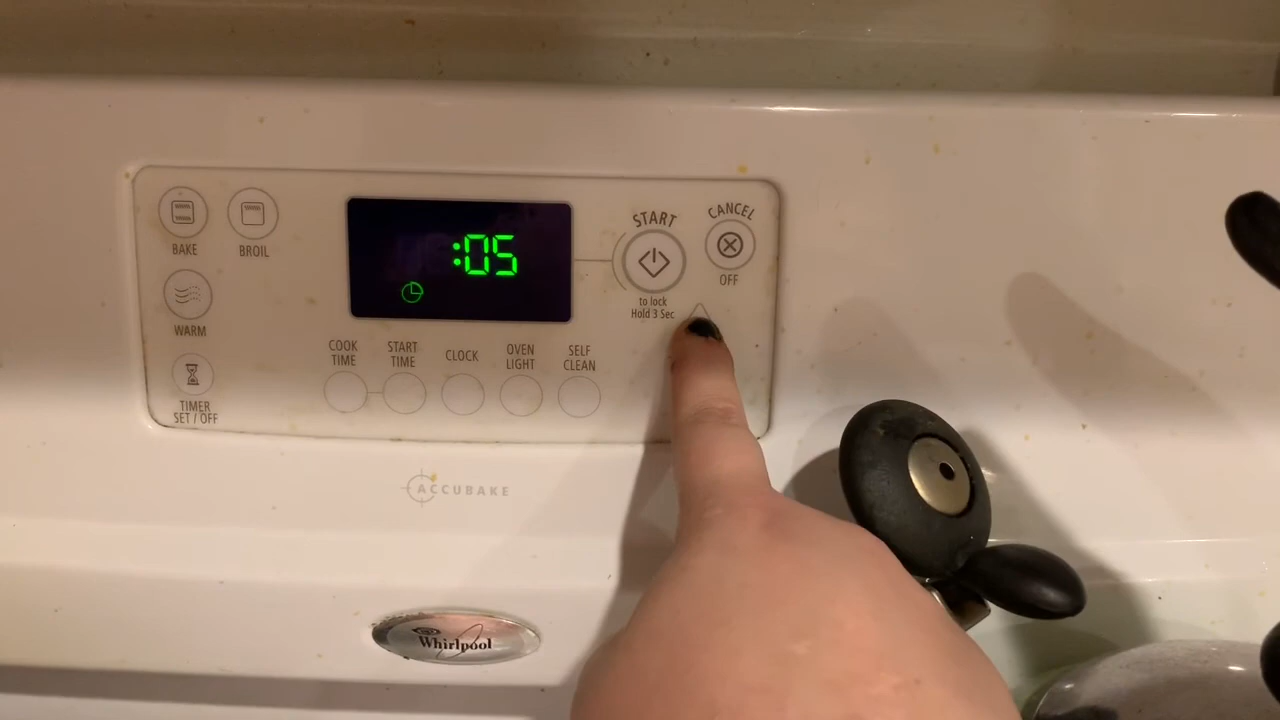 BAKE
BROIL
WARM
TIMER
SET / OFF
:05
COOK
TIME
START
TIME
CLOCK
OVEN
LIGHT
SELF
CLEAN
START
to lock
Hold 3 Sec
CANCEL
OFF
ACCUBAKE
Whirlpool